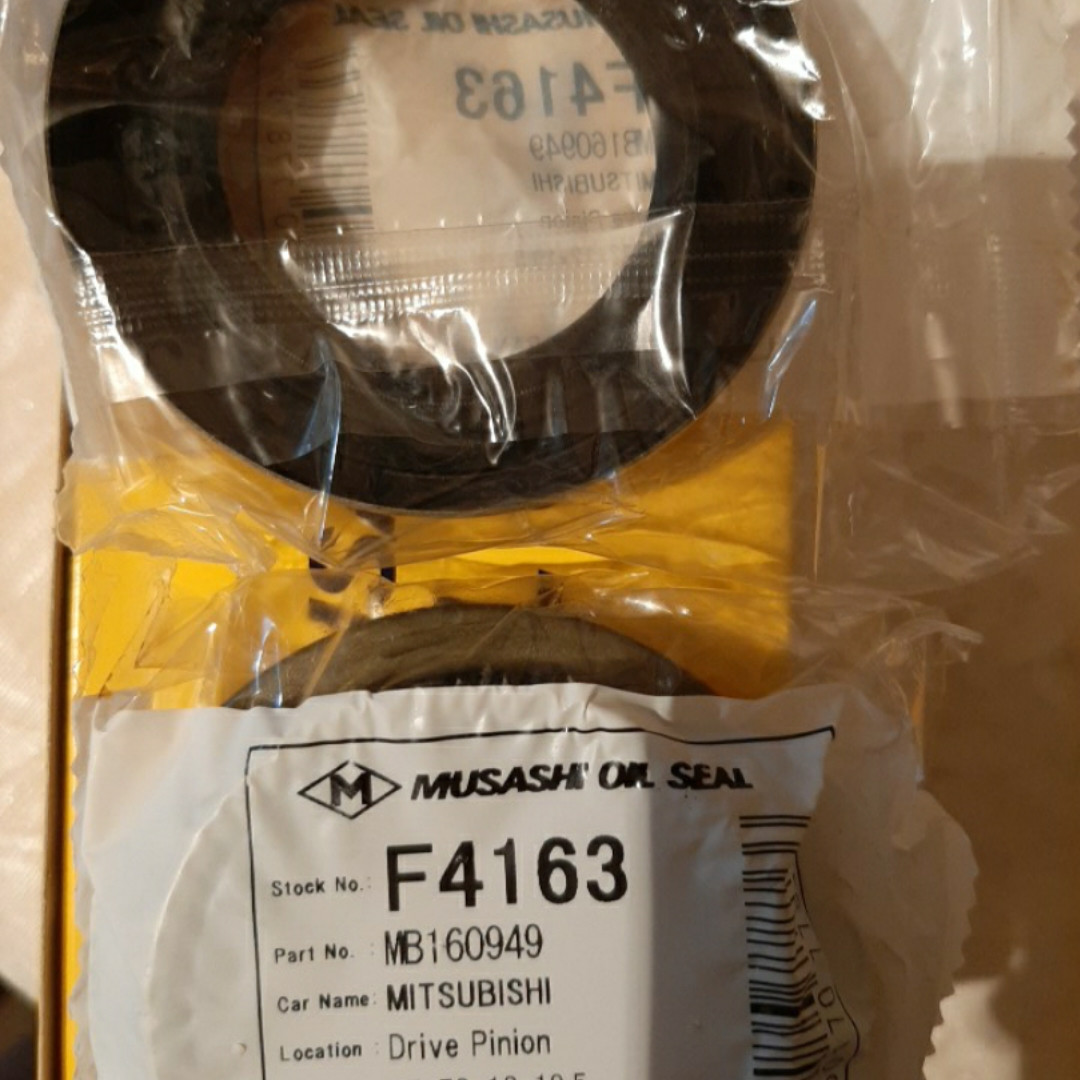 MUSASHI OIL SEAL
F4163
MB160949
MITSUBISHI
Pinion
M MUSASHI OIL SEAL
Stock No.: F4163
Part No. : MB160949
Car Name: MITSUBISHI
Location : Drive Pinion